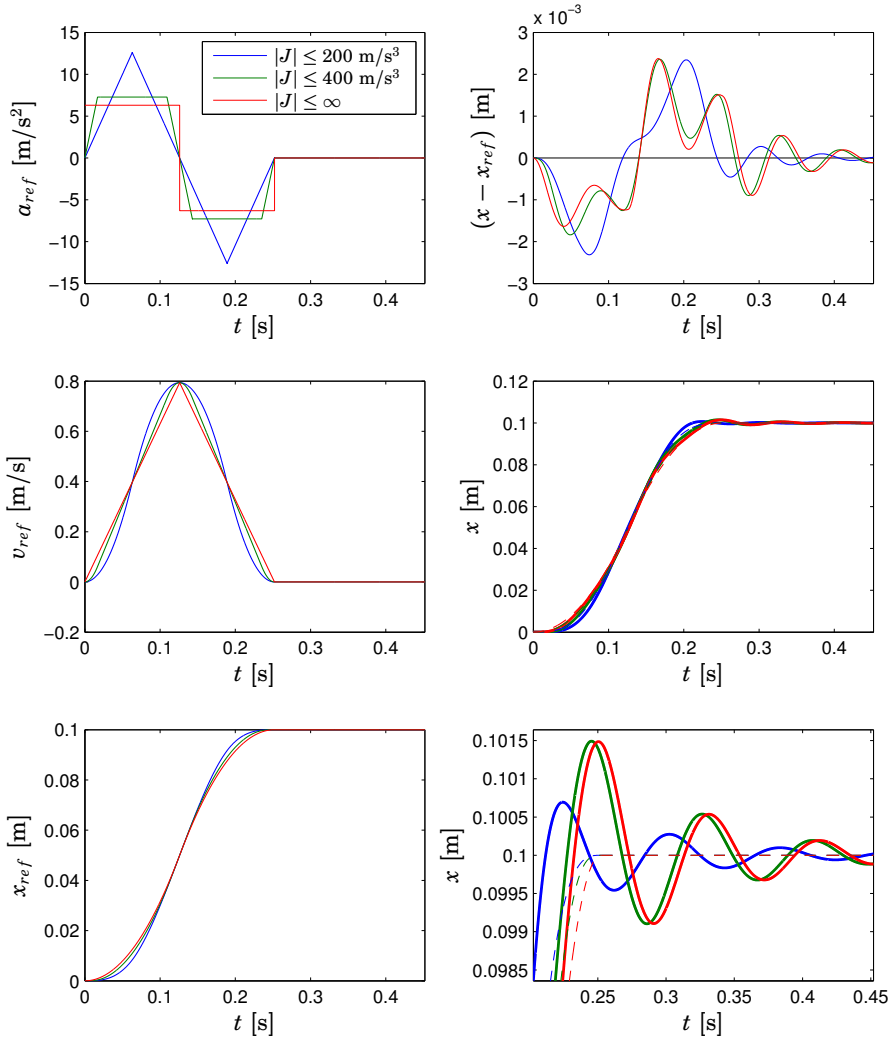 15
10
5
0
−5
−10
−15
a_ref [m/s²]
|J| ≤ 200 m/s³
|J| ≤ 400 m/s³
|J| ≤ ∞
0 0.1 0.2 0.3 0.4
t [s]
x 10⁻³
3
2
1
0
−1
−2
−3
(x − x_ref) [m]
0 0.1 0.2 0.3 0.4
t [s]
0.8
0.6
0.4
0.2
0
−0.2
v_ref [m/s]
0 0.1 0.2 0.3 0.4
t [s]
0.12
0.1
0.08
0.06
0.04
0.02
0
x [m]
0 0.1 0.2 0.3 0.4
t [s]
0.1
0.08
0.06
0.04
0.02
0
x_ref [m]
0 0.1 0.2 0.3 0.4
t [s]
0.1015
0.101
0.1005
0.1
0.0995
0.099
0.0985
x [m]
0.25 0.3 0.35 0.4 0.45
t [s]